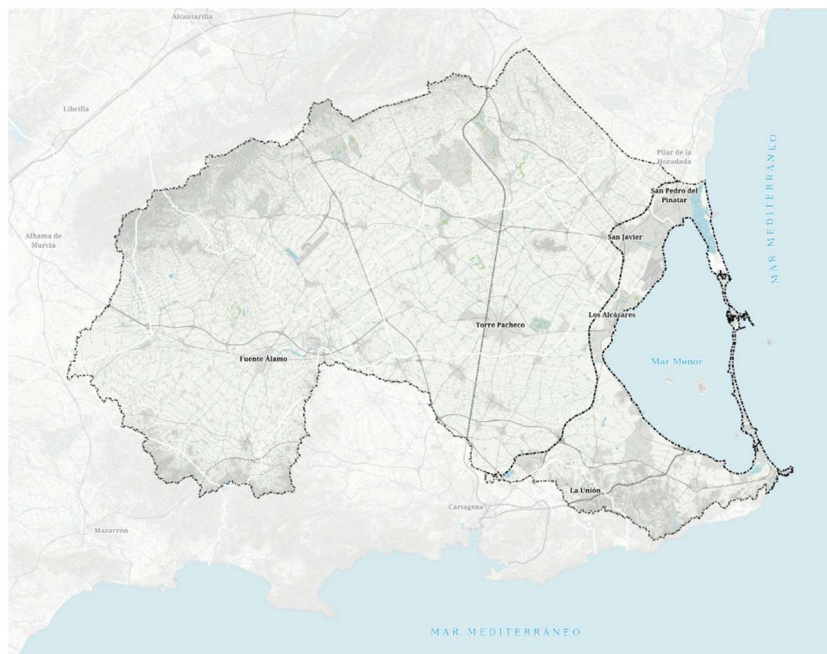 Alcantarilla
Librilla
Pilar de la
Horadada
San Pedro del
Pinatar
MAR MEDITERRANEO
Alhama de
Murcia
San Javier
Los Alcázares
Torre Pacheco
Fuente Álamo
Mar Menor
La Unión
Cartagena
Mazarrón
MAR MEDITERRANEO